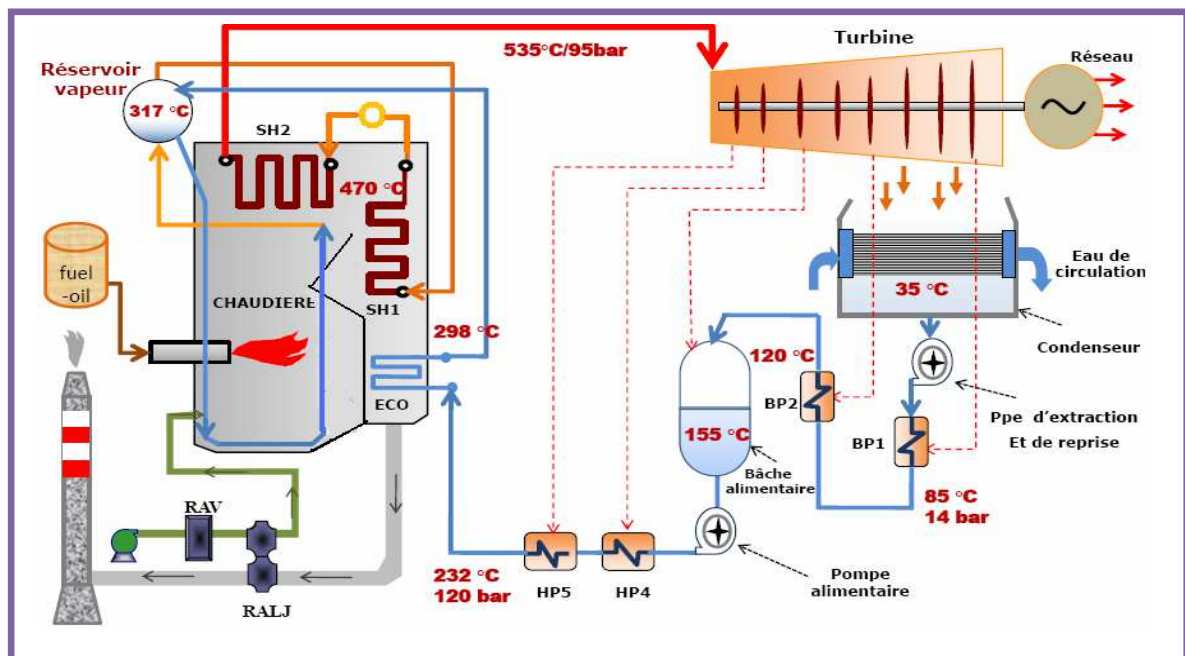 535°C/95bar
Turbine
Réseau
Réservoir
vapeur
317 °C
SH2
470 °C
fuel
-oil
CHAUDIERE
SH1
298 °C
ECO
Eau de
circulation
35 °C
Condenseur
120 °C
BP2
BP1
Ppe d'extraction
Et de reprise
155 °C
Bâche
alimentaire
85 °C
14 bar
RAV
RALJ
232 °C
120 bar
HP5
HP4
Pompe
alimentaire